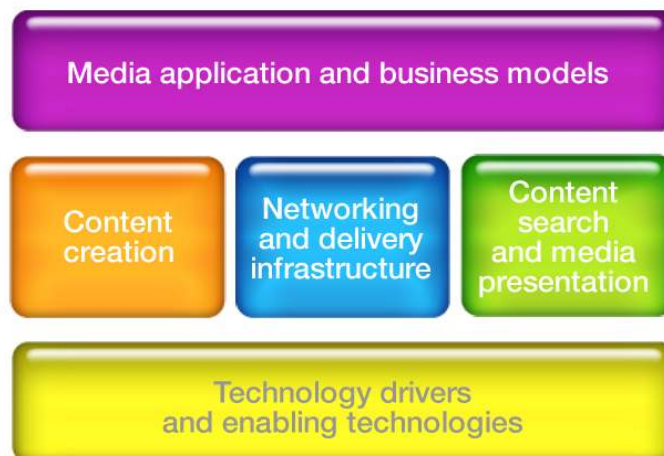 Media application and business models
Content
creation
Networking
and delivery
infrastructure
Content
search
and media
presentation
Technology drivers
and enabling technologies